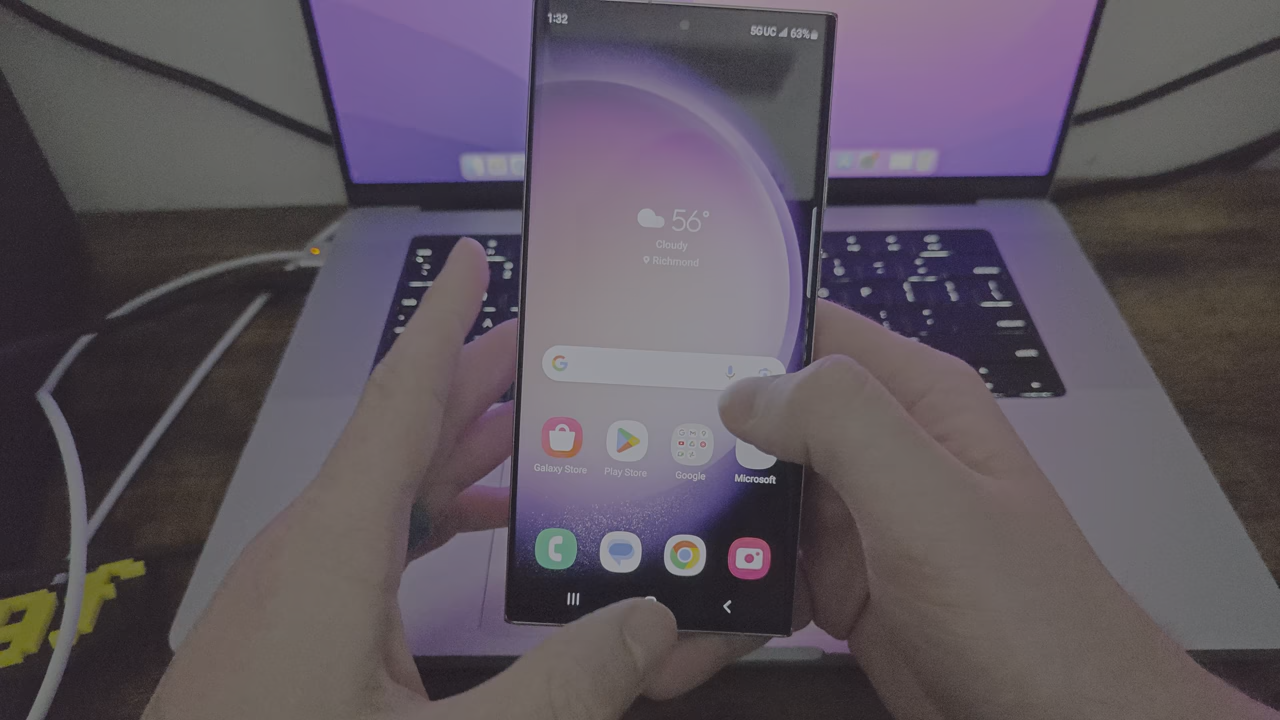 1:32
5G UC 63%
56°
Cloudy
Richmond
G
Galaxy Store
Play Store
Google
Microsoft